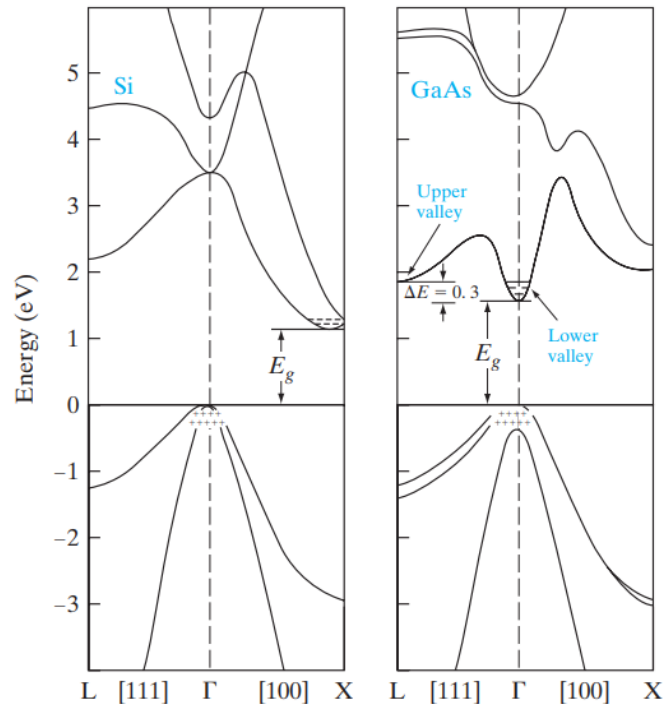 Energy (eV)
5
4
3
2
1
0
−1
−2
−3
Si
E_g
L [111] Γ [100] X
GaAs
Upper
valley
ΔE = 0.3
Lower
valley
E_g
L [111] Γ [100] X
++++
+++++
++++
+++++